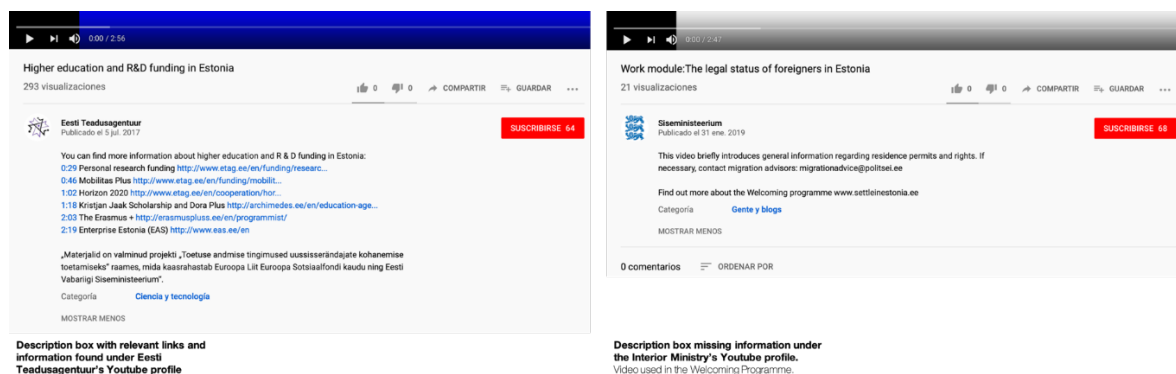 0:00 / 2:56
Higher education and R&D funding in Estonia
293 visualizaciones
0 0 COMPARTIR GUARDAR ...
Eesti Teadusagentuur
Publicado el 5 jul. 2017
SUSCRIBIRSE 64
You can find more information about higher education and R & D funding in Estonia:
0:29 Personal research funding http://www.etag.ee/en/funding/researc...
0:46 Mobilitas Plus http://www.etag.ee/en/funding/mobilit...
1:02 Horizon 2020 http://www.etag.ee/en/cooperation/hor...
1:18 Kristjan Jaak Scholarship and Dora Plus http://archimedes.ee/en/education-age...
2:03 The Erasmus + http://erasmuspluss.ee/en/programmist/
2:19 Enterprise Estonia (EAS) http://www.eas.ee/en
„Materjalid on valminud projekti „Toetuse andmise tingimused uussisserändajate kohanemise
toetamiseks” raames, mida kaasrahastab Euroopa Liit Euroopa Sotsiaalfondi kaudu ning Eesti
Vabariigi Siseministeerium”.
Categoría Ciencia y tecnología
MOSTRAR MENOS
Description box with relevant links and
information found under Eesti
Teadusagentuur's Youtube profile
0:00 / 2:47
Work module:The legal status of foreigners in Estonia
21 visualizaciones
0 0 COMPARTIR GUARDAR ...
Siseministeerium
Publicado el 31 ene. 2019
SUSCRIBIRSE 68
This video briefly introduces general information regarding residence permits and rights. If
necessary, contact migration advisors: migrationadvice@politsei.ee
Find out more about the Welcoming programme www.settleinestonia.ee
Categoría Gente y blogs
MOSTRAR MENOS
0 comentarios ORDENAR POR
Description box missing information under
the Interior Ministry's Youtube profile.
Video used in the Welcoming Programme.